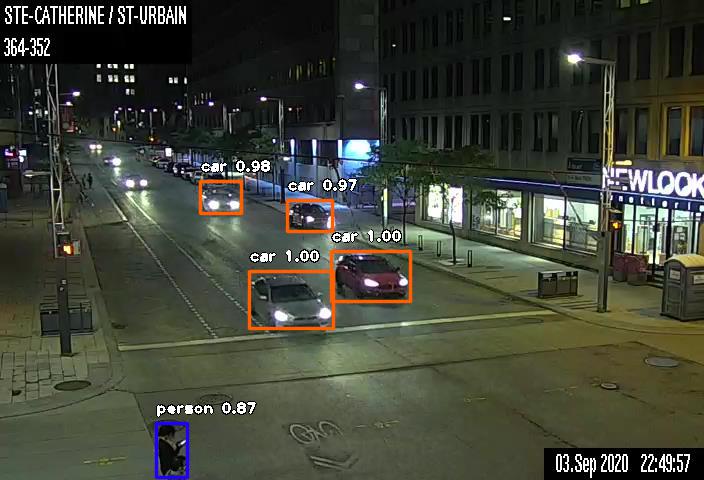 STE-CATHERINE / ST-URBAIN
364-352
car 0.98
car 0.97
car 1.00
car 1.00
NEWLOOK
person 0.87
03.Sep 2020 22:49:57